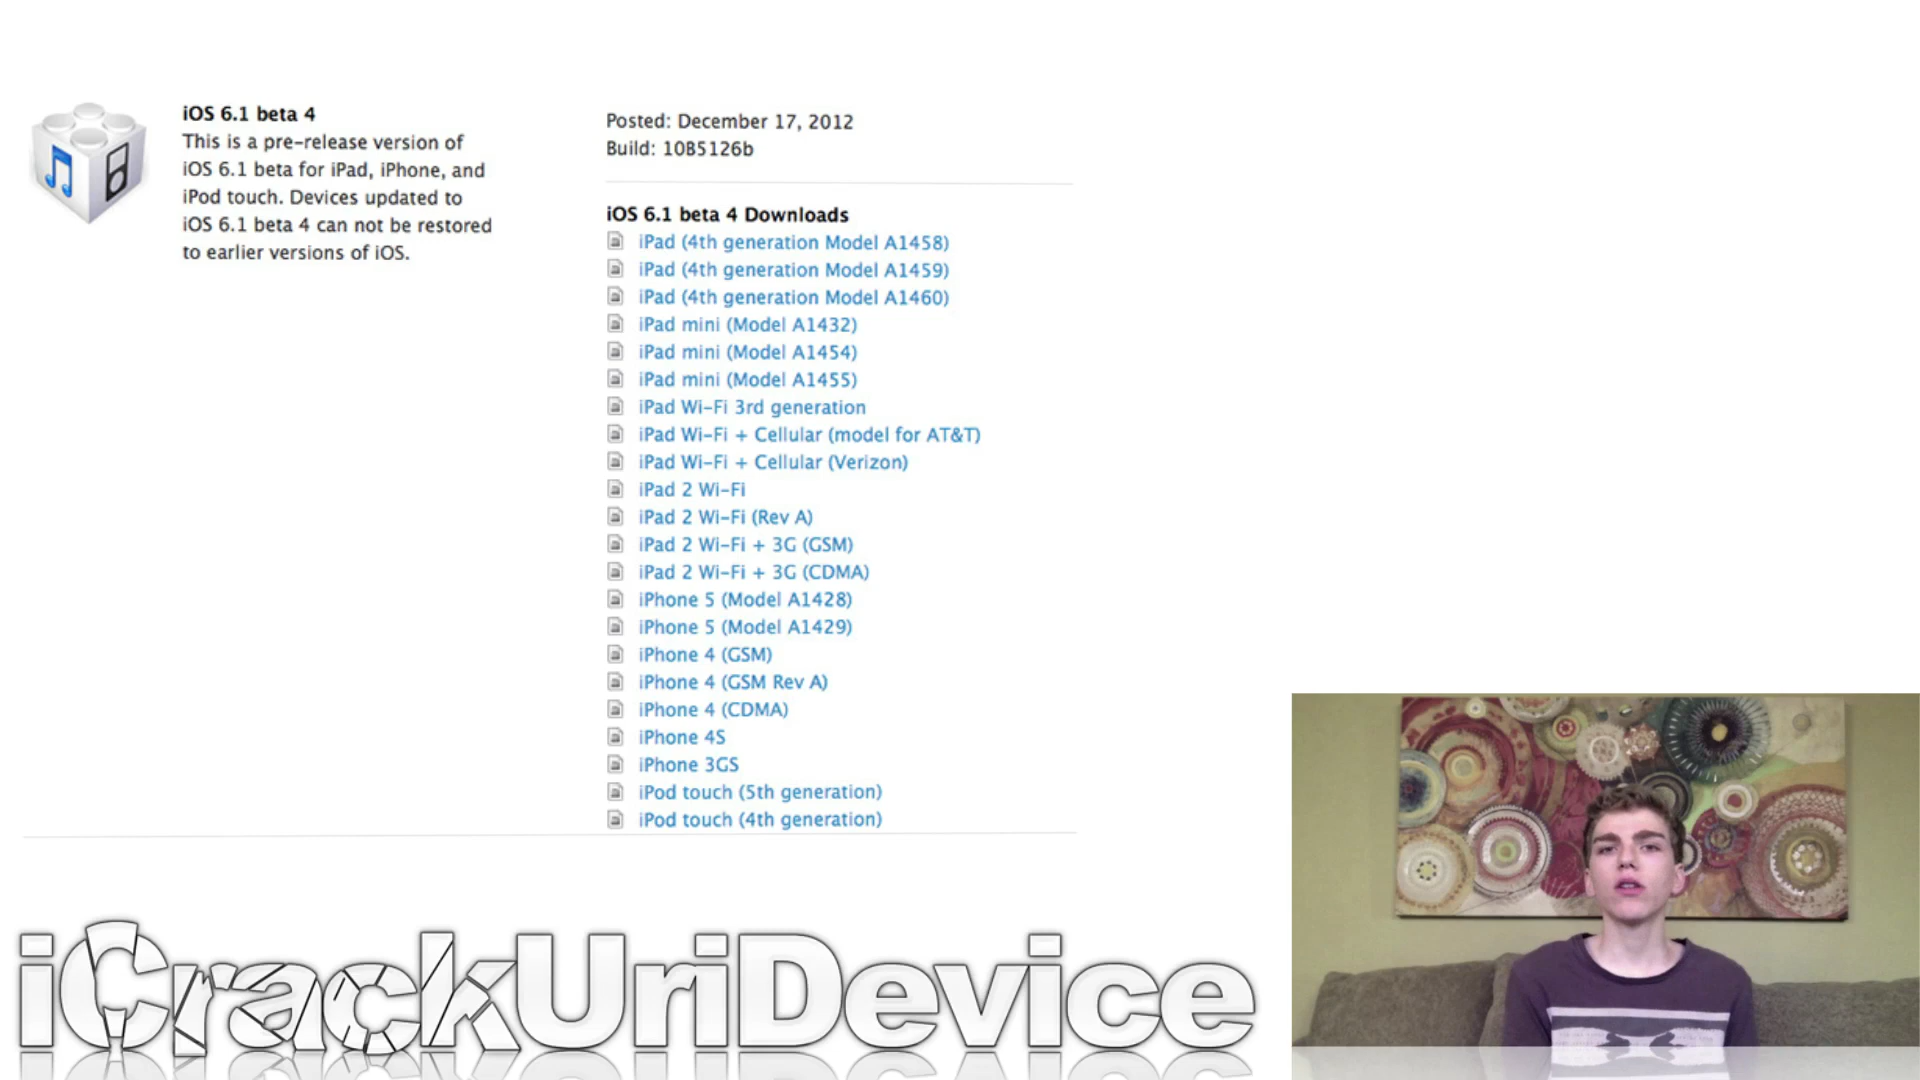 iOS 6.1 beta 4
This is a pre-release version of
iOS 6.1 beta for iPad, iPhone, and
iPod touch. Devices updated to
iOS 6.1 beta 4 can not be restored
to earlier versions of iOS.
Posted: December 17, 2012
Build: 10B5126b
iOS 6.1 beta 4 Downloads
iPad (4th generation Model A1458)
iPad (4th generation Model A1459)
iPad (4th generation Model A1460)
iPad mini (Model A1432)
iPad mini (Model A1454)
iPad mini (Model A1455)
iPad Wi-Fi 3rd generation
iPad Wi-Fi + Cellular (model for AT&T)
iPad Wi-Fi + Cellular (Verizon)
iPad 2 Wi-Fi
iPad 2 Wi-Fi (Rev A)
iPad 2 Wi-Fi + 3G (GSM)
iPad 2 Wi-Fi + 3G (CDMA)
iPhone 5 (Model A1428)
iPhone 5 (Model A1429)
iPhone 4 (GSM)
iPhone 4 (GSM Rev A)
iPhone 4 (CDMA)
iPhone 4S
iPhone 3GS
iPod touch (5th generation)
iPod touch (4th generation)
iCrackUriDevice